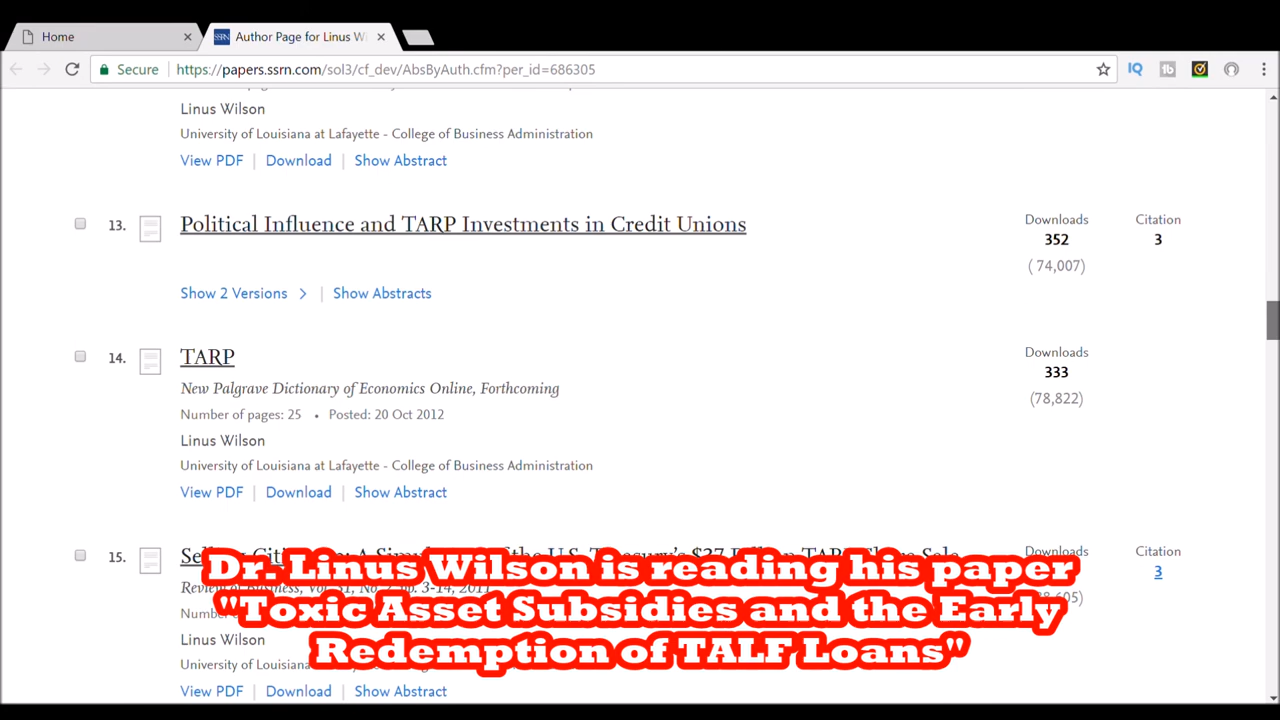 Home
SSRN Author Page for Linus Wi
Secure https://papers.ssrn.com/sol3/cf_dev/AbsByAuth.cfm?per_id=686305
IQ tb
Linus Wilson
University of Louisiana at Lafayette - College of Business Administration
View PDF | Download | Show Abstract
13. Political Influence and TARP Investments in Credit Unions
Downloads Citation
352 3
( 74,007)
Show 2 Versions > | Show Abstracts
14. TARP
Downloads
333
(78,822)
New Palgrave Dictionary of Economics Online, Forthcoming
Number of pages: 25 • Posted: 20 Oct 2012
Linus Wilson
University of Louisiana at Lafayette - College of Business Administration
View PDF | Download | Show Abstract
15.
Downloads Citation
3
Linus Wilson
View PDF | Download | Show Abstract
Dr. Linus Wilson is reading his paper
"Toxic Asset Subsidies and the Early
Redemption of TALF Loans"